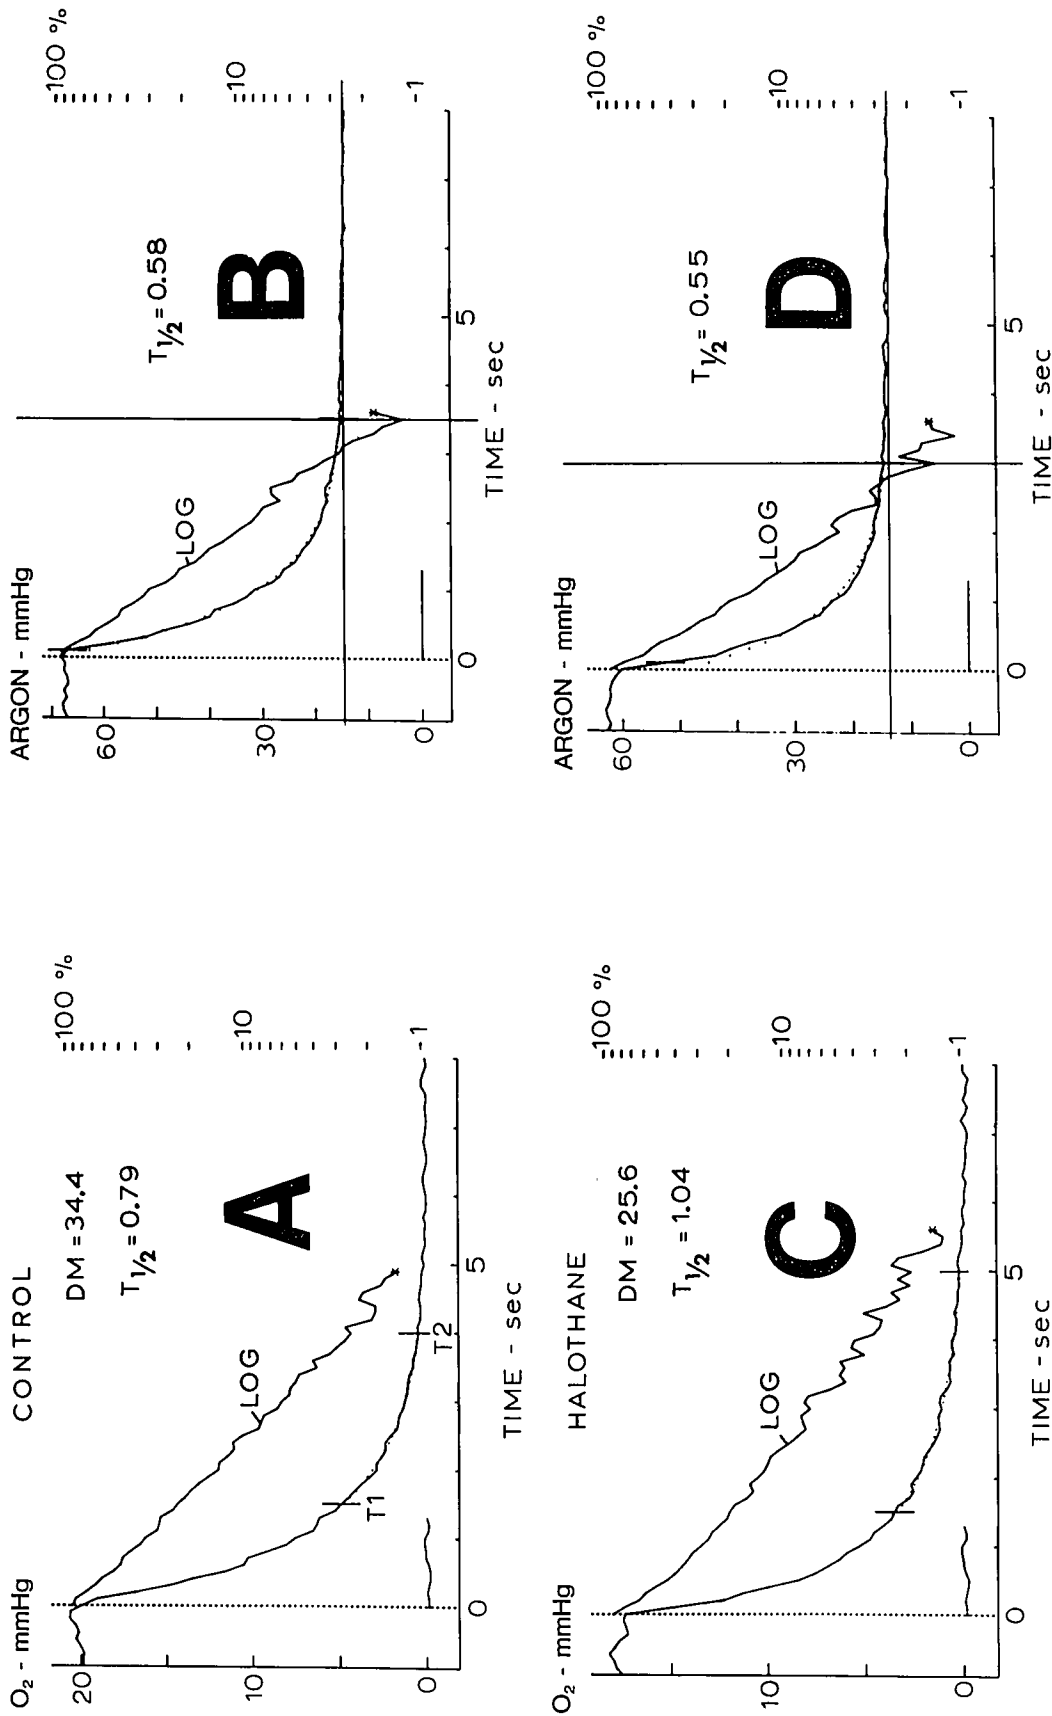 CONTROL
O₂ - mmHg
DM = 34.4
T½ = 0.79
A
LOG
T1
T2
20
10
0
100 %
10
1
0
5
TIME - sec
ARGON - mmHg
T½ = 0.58
B
LOG
60
30
0
100 %
10
1
0
5
TIME - sec
HALOTHANE
O₂ - mmHg
DM = 25.6
T½ = 1.04
C
LOG
10
0
100 %
10
1
0
5
TIME - sec
ARGON - mmHg
T½ = 0.55
D
LOG
60
30
0
100 %
10
1
0
5
TIME - sec